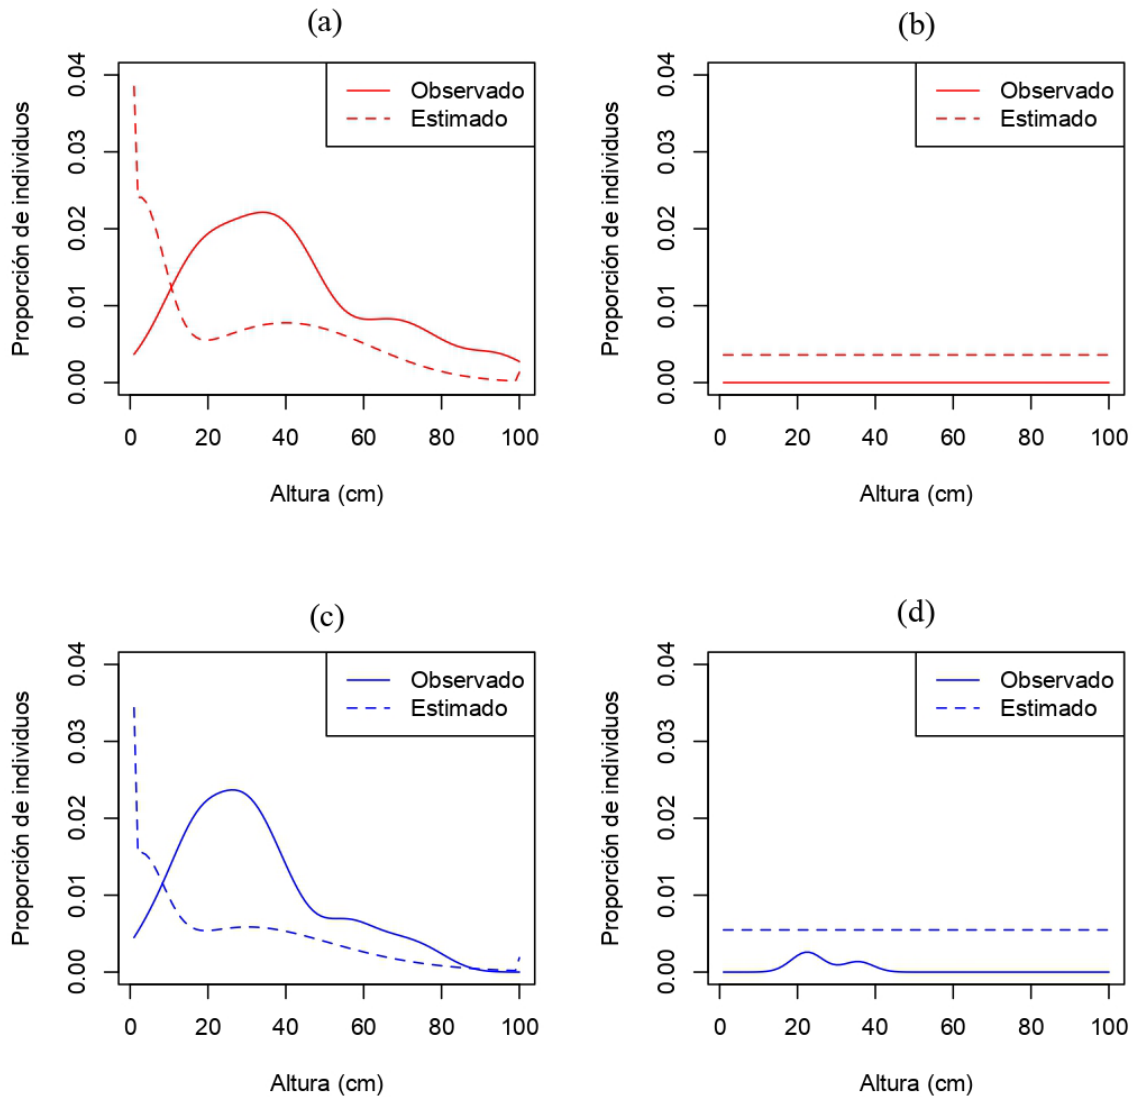 (a)
Proporción de individuos
0.04
0.03
0.02
0.01
0.00
Observado
Estimado
0 20 40 60 80 100
Altura (cm)
(b)
Proporción de individuos
0.04
0.03
0.02
0.01
0.00
Observado
Estimado
0 20 40 60 80 100
Altura (cm)
(c)
Proporción de individuos
0.04
0.03
0.02
0.01
0.00
Observado
Estimado
0 20 40 60 80 100
Altura (cm)
(d)
Proporción de individuos
0.04
0.03
0.02
0.01
0.00
Observado
Estimado
0 20 40 60 80 100
Altura (cm)